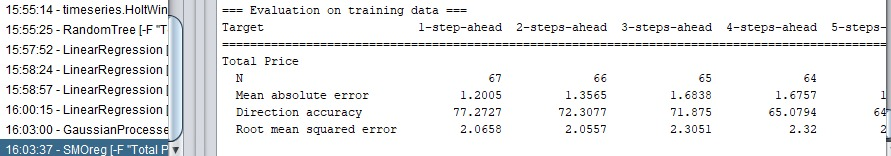 15:55:14 - timeseries.HoltWin
15:55:25 - RandomTree [-F "T
15:57:52 - LinearRegression [
15:58:24 - LinearRegression [
15:58:57 - LinearRegression [
16:00:15 - LinearRegression [
16:03:00 - GaussianProcesse
16:03:37 - SMOreg [-F "Total P
=== Evaluation on training data ===
Target 1-step-ahead 2-steps-ahead 3-steps-ahead 4-steps-ahead 5-steps-
Total Price
N 67 66 65 64
Mean absolute error 1.2005 1.3565 1.6838 1.6757 1
Direction accuracy 77.2727 72.3077 71.875 65.0794 64
Root mean squared error 2.0658 2.0557 2.3051 2.32 2